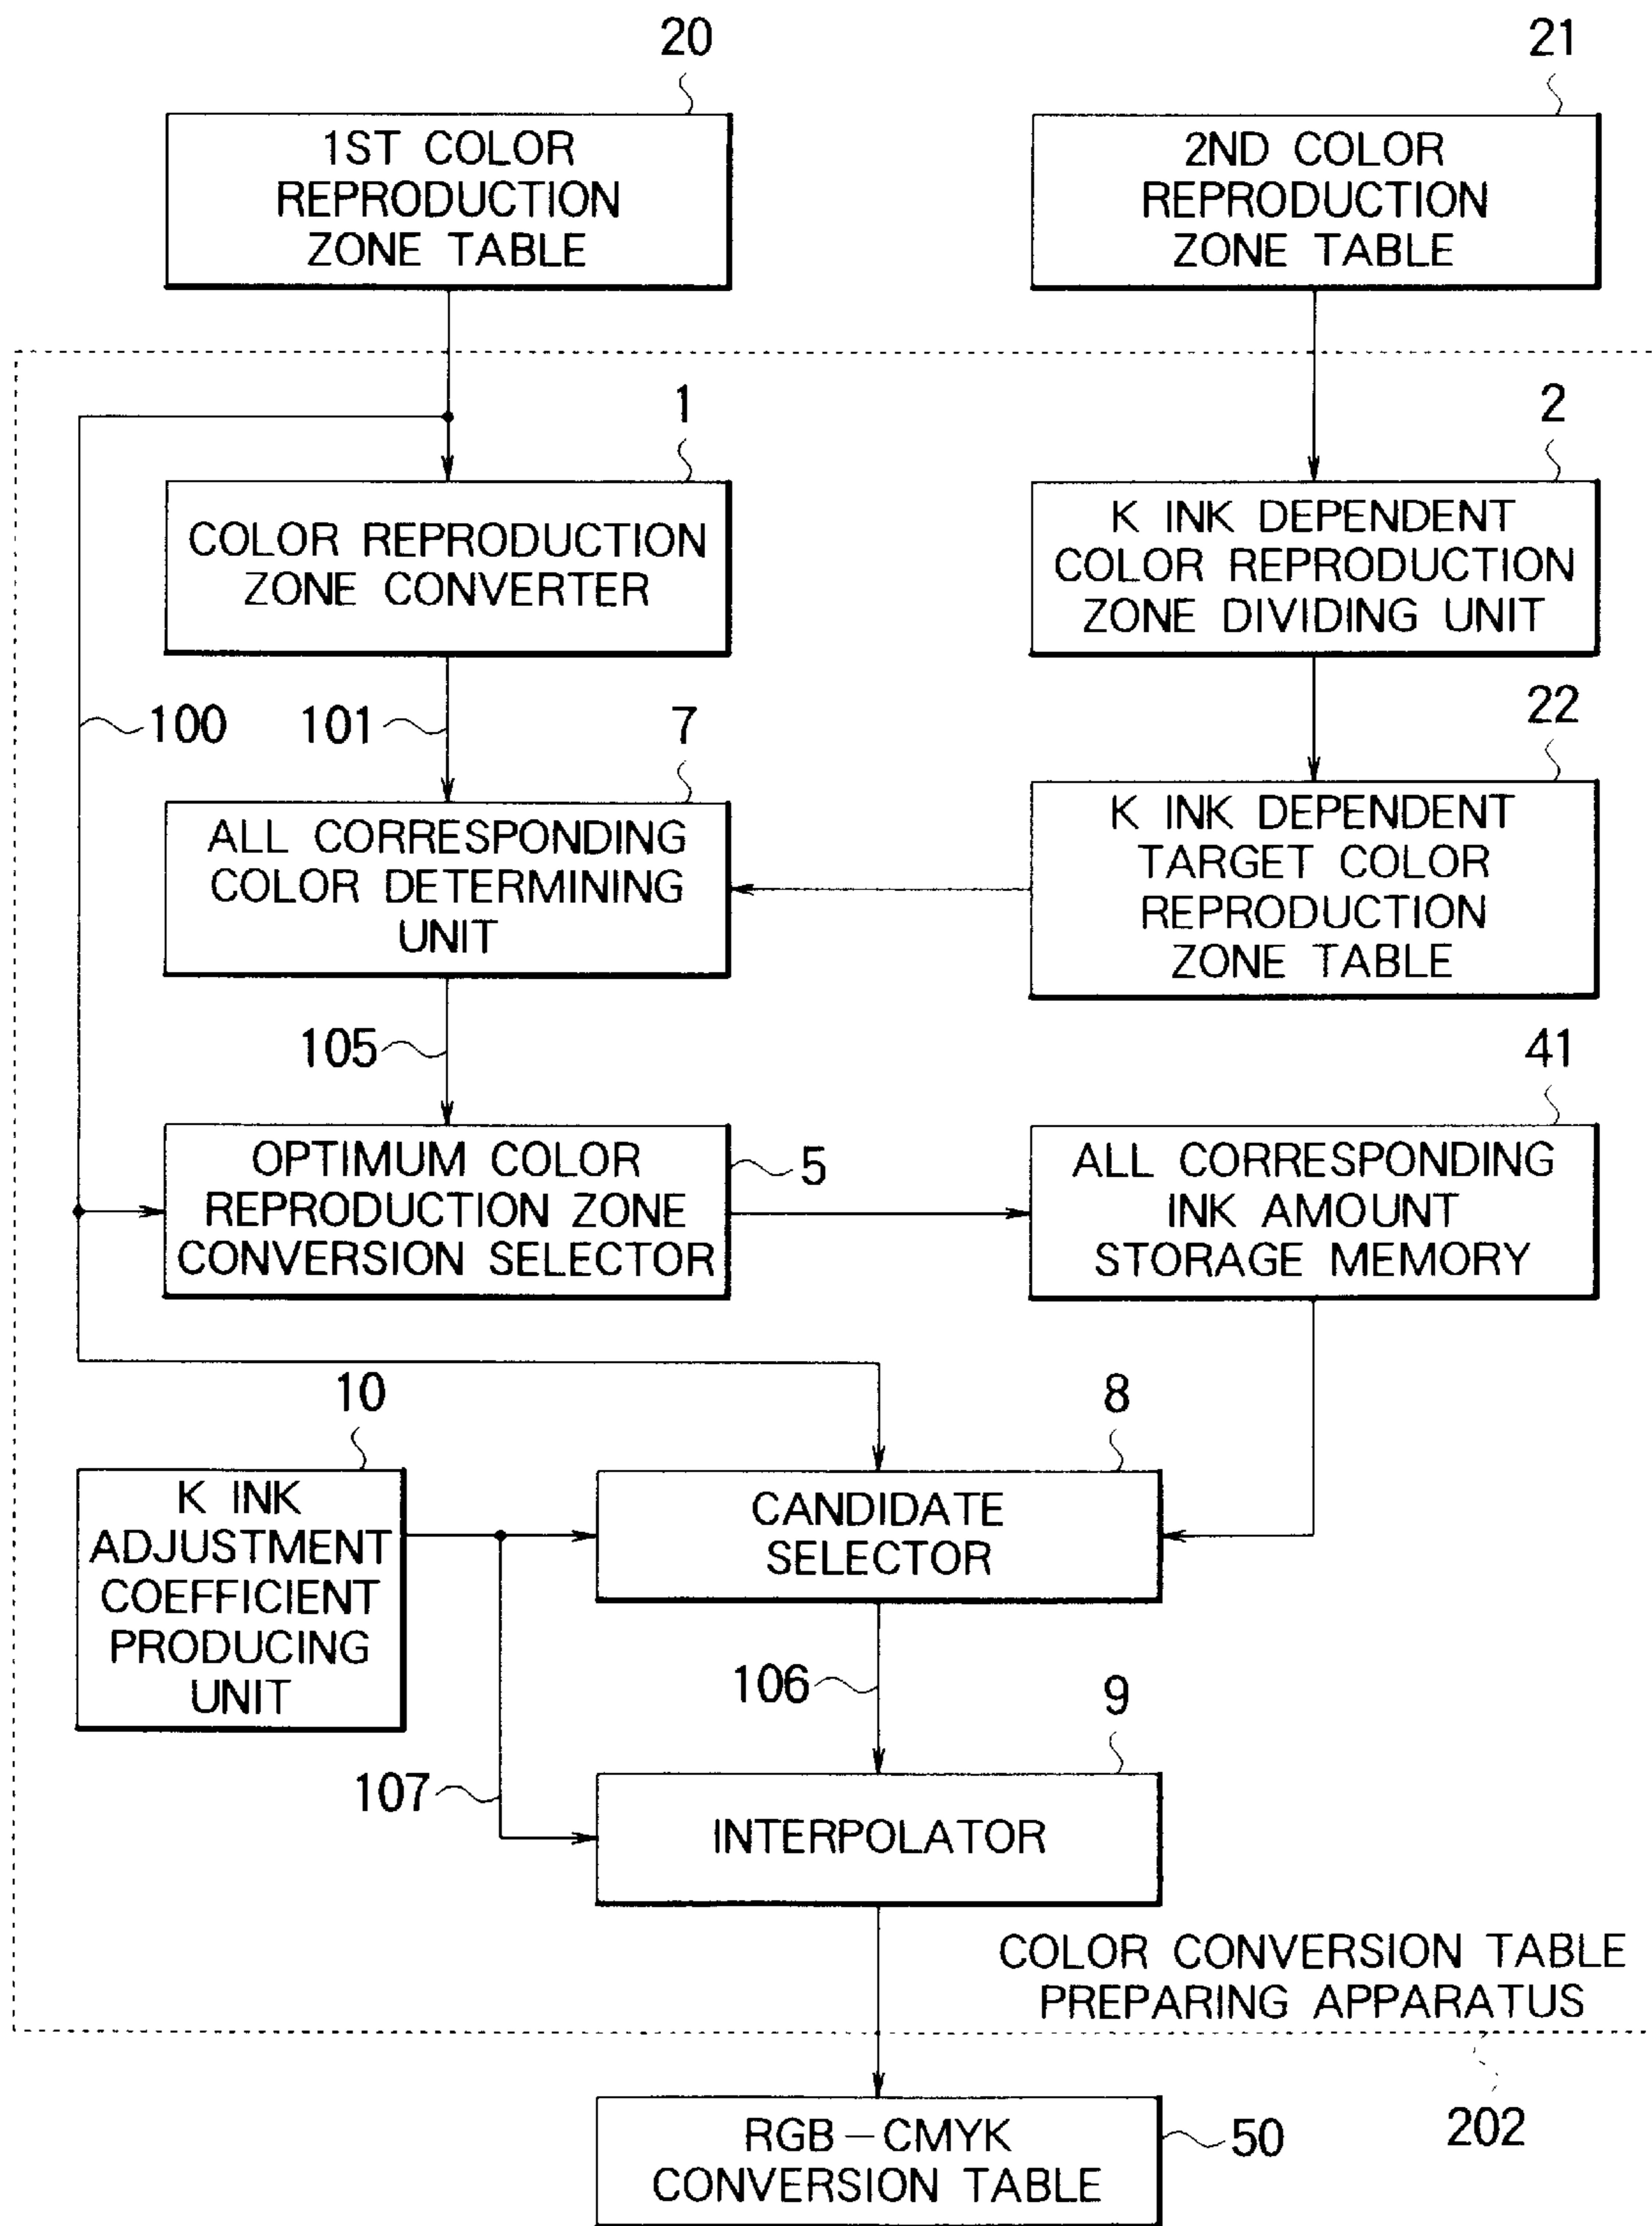 20
21
1ST COLOR
REPRODUCTION
ZONE TABLE
2ND COLOR
REPRODUCTION
ZONE TABLE
1
2
COLOR REPRODUCTION
ZONE CONVERTER
K INK DEPENDENT
COLOR REPRODUCTION
ZONE DIVIDING UNIT
100
101
7
22
ALL CORRESPONDING
COLOR DETERMINING
UNIT
K INK DEPENDENT
TARGET COLOR
REPRODUCTION
ZONE TABLE
105
41
OPTIMUM COLOR
REPRODUCTION ZONE
CONVERSION SELECTOR
5
ALL CORRESPONDING
INK AMOUNT
STORAGE MEMORY
10
8
K INK
ADJUSTMENT
COEFFICIENT
PRODUCING
UNIT
CANDIDATE
SELECTOR
106
9
107
INTERPOLATOR
COLOR CONVERSION TABLE
PREPARING APPARATUS
202
RGB–CMYK
CONVERSION TABLE
50